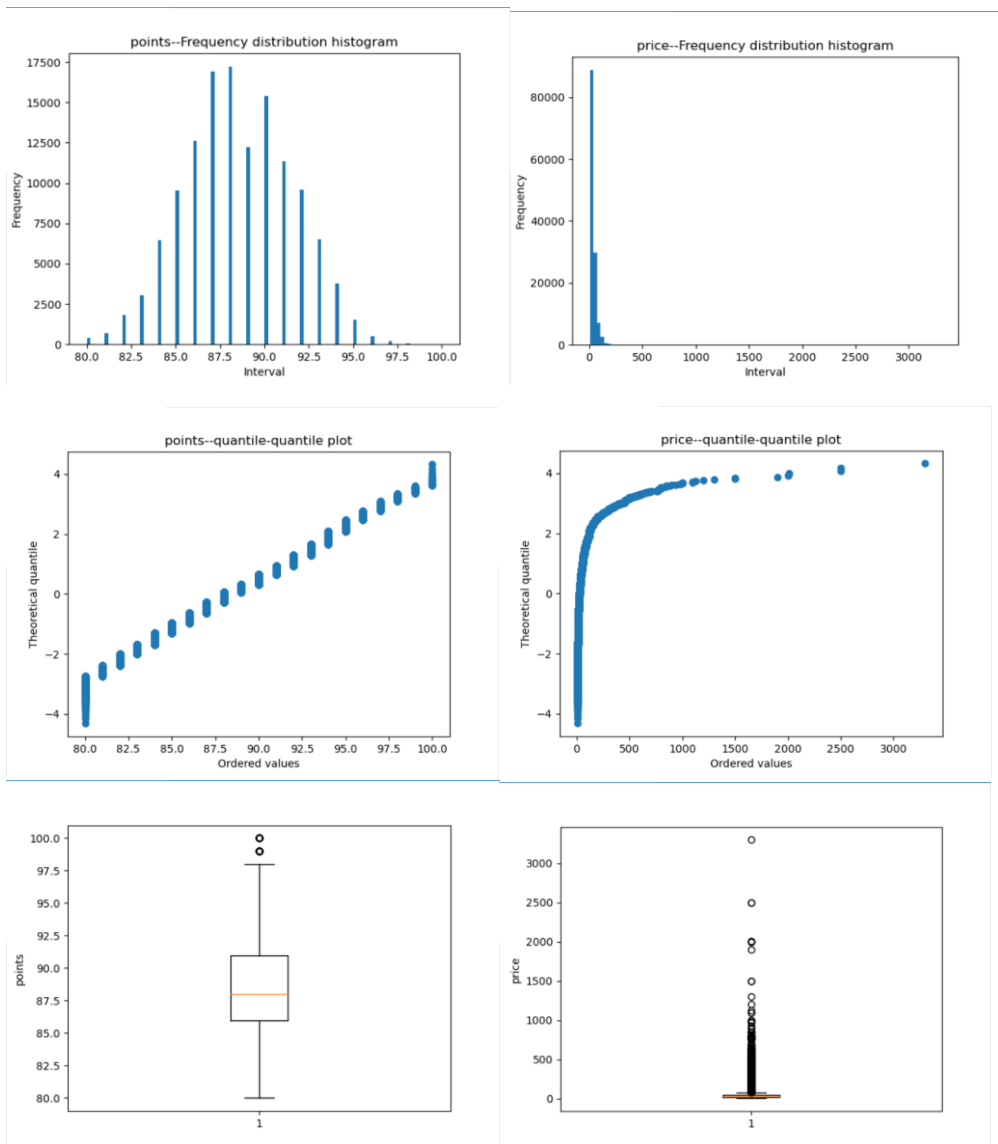 points--Frequency distribution histogram
17500
15000
12500
10000
7500
5000
2500
0
Frequency
80.0 82.5 85.0 87.5 90.0 92.5 95.0 97.5 100.0
Interval
price--Frequency distribution histogram
80000
60000
40000
20000
0
Frequency
0 500 1000 1500 2000 2500 3000
Interval
points--quantile-quantile plot
4
2
0
−2
−4
Theoretical quantile
80.0 82.5 85.0 87.5 90.0 92.5 95.0 97.5 100.0
Ordered values
price--quantile-quantile plot
4
2
0
−2
−4
Theoretical quantile
0 500 1000 1500 2000 2500 3000
Ordered values
100.0
97.5
95.0
92.5
90.0
87.5
85.0
82.5
80.0
points
1
3000
2500
2000
1500
1000
500
0
price
1